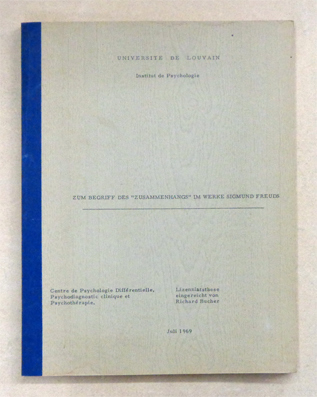 UNIVERSITE DE LOUVAIN
Institut de Psychologie
ZUM BEGRIFF DES "ZUSAMMENHANGS" IM WERKE SIGMUND FREUDS
Centre de Psychologie Différentielle,
Psychodiagnostic clinique et
Psychothérapie.
Lizenziatsthese
eingereicht von
Richard Becker
Juli 1969